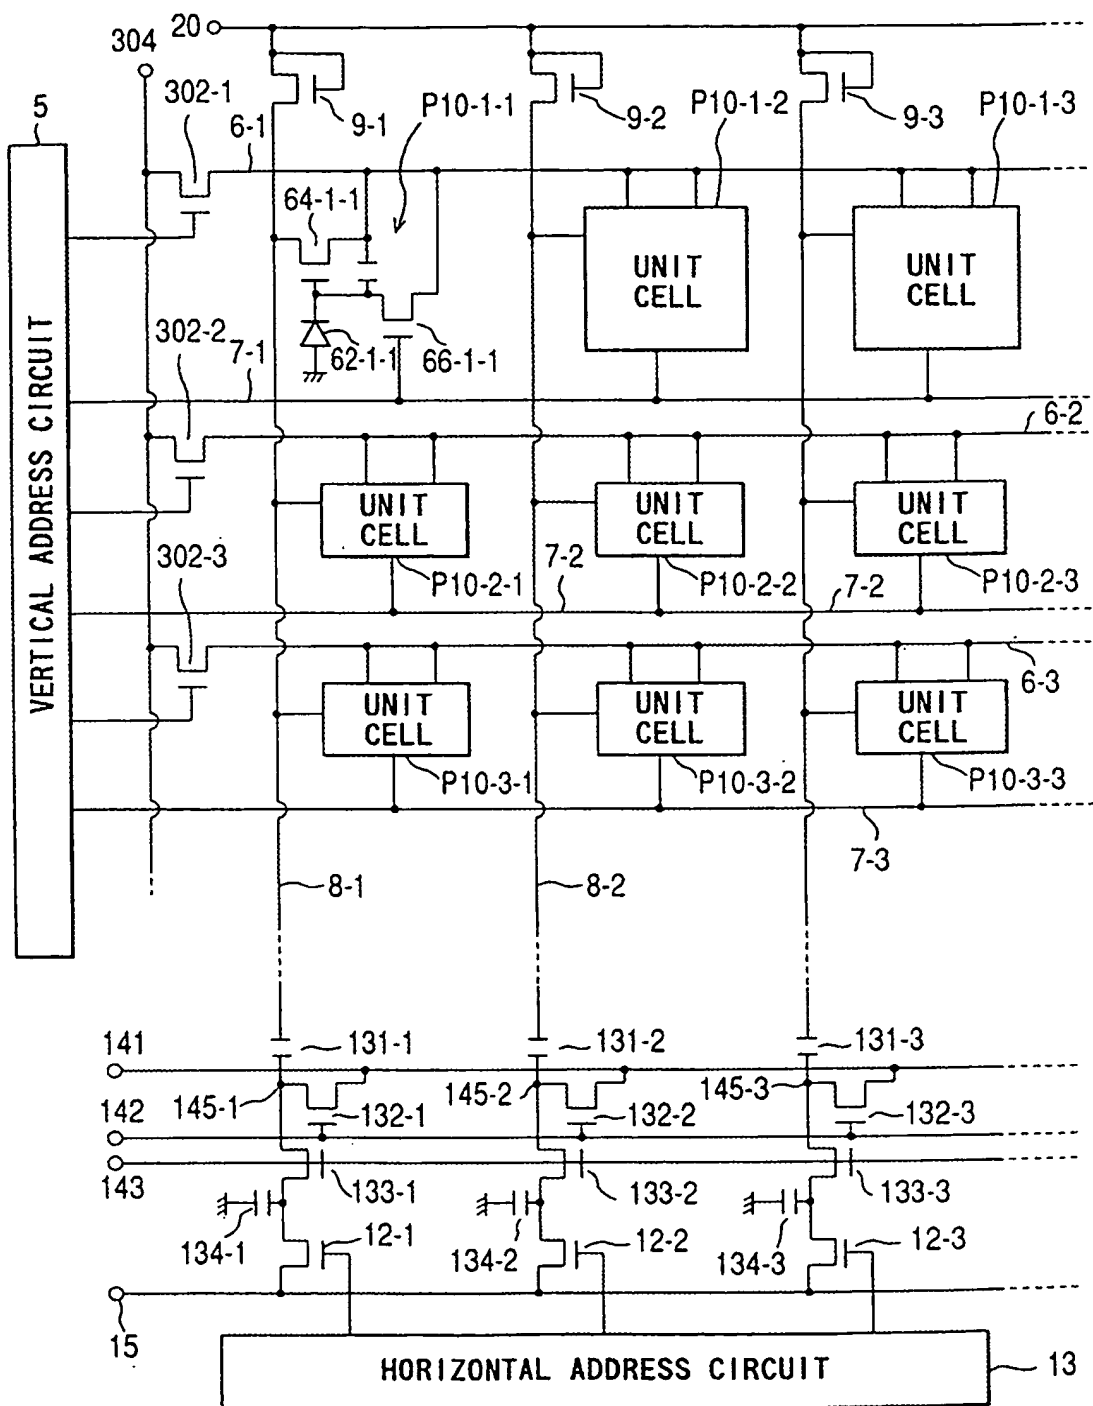 20
304
302-1
5
6-1
9-1
P10-1-1
9-2
P10-1-2
9-3
P10-1-3
64-1-1
UNIT
CELL
UNIT
CELL
302-2
7-1
62-1-1
66-1-1
6-2
VERTICAL ADDRESS CIRCUIT
UNIT
CELL
UNIT
CELL
UNIT
CELL
302-3
P10-2-1
7-2
P10-2-2
7-2
P10-2-3
UNIT
CELL
UNIT
CELL
UNIT
CELL
6-3
P10-3-1
P10-3-2
P10-3-3
7-3
8-1
8-2
141
131-1
131-2
131-3
145-1
145-2
145-3
142
132-1
132-2
132-3
143
133-1
133-2
133-3
134-1
12-1
134-2
12-2
134-3
12-3
15
HORIZONTAL ADDRESS CIRCUIT
13